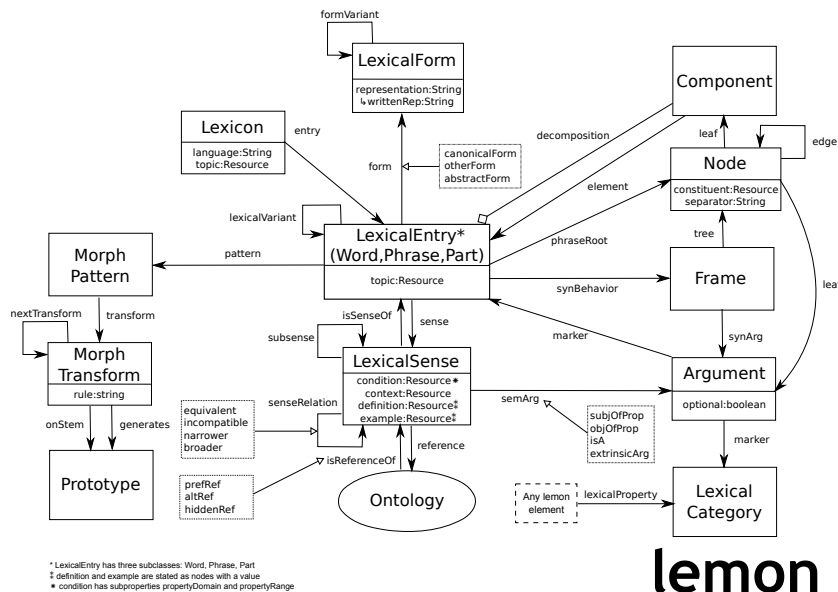 formVariant
LexicalForm
representation:String
↳writtenRep:String
Component
Lexicon
language:String
topic:Resource
entry
decomposition
leaf
edge
form
canonicalForm
otherForm
abstractForm
Node
constituent:Resource
separator:String
element
lexicalVariant
LexicalEntry*
(Word,Phrase,Part)
topic:Resource
phraseRoot
tree
Morph
Pattern
pattern
Frame
synBehavior
leaf
isSenseOf
sense
nextTransform
transform
subsense
marker
synArg
Morph
Transform
rule:string
LexicalSense
condition:Resource⁕
context:Resource
definition:Resource‡
example:Resource‡
Argument
optional:boolean
semArg
senseRelation
equivalent
incompatible
narrower
broader
subjOfProp
objOfProp
isA
extrinsicArg
onStem
generates
reference
marker
isReferenceOf
Prototype
prefRef
altRef
hiddenRef
Ontology
Any lemon
element
lexicalProperty
Lexical
Category
* LexicalEntry has three subclasses: Word, Phrase, Part
‡ definition and example are stated as nodes with a value
⁕ condition has subproperties propertyDomain and propertyRange
lemon